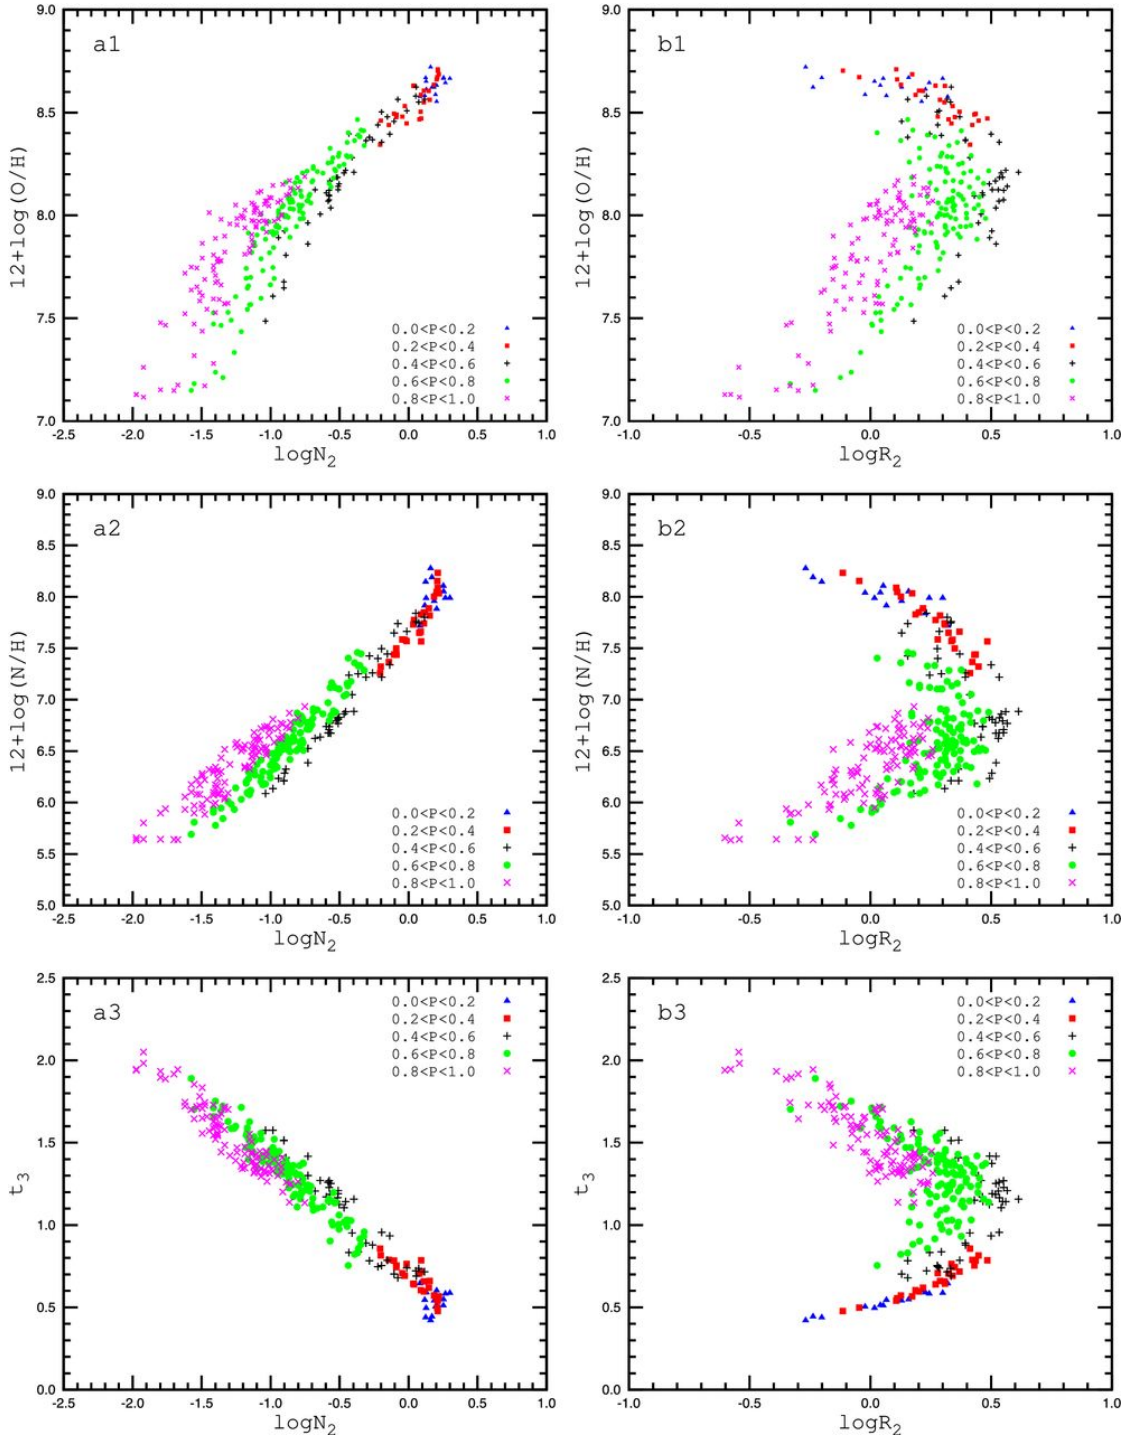 9.0
8.5
8.0
7.5
7.0
12+log(O/H)
a1
0.0<P<0.2
0.2<P<0.4
0.4<P<0.6
0.6<P<0.8
0.8<P<1.0
-2.5 -2.0 -1.5 -1.0 -0.5 0.0 0.5 1.0
logN2
9.0
8.5
8.0
7.5
7.0
12+log(O/H)
b1
0.0<P<0.2
0.2<P<0.4
0.4<P<0.6
0.6<P<0.8
0.8<P<1.0
-1.0 -0.5 0.0 0.5 1.0
logR2
9.0
8.5
8.0
7.5
7.0
6.5
6.0
5.5
5.0
12+log(N/H)
a2
0.0<P<0.2
0.2<P<0.4
0.4<P<0.6
0.6<P<0.8
0.8<P<1.0
-2.5 -2.0 -1.5 -1.0 -0.5 0.0 0.5 1.0
logN2
9.0
8.5
8.0
7.5
7.0
6.5
6.0
5.5
5.0
12+log(N/H)
b2
0.0<P<0.2
0.2<P<0.4
0.4<P<0.6
0.6<P<0.8
0.8<P<1.0
-1.0 -0.5 0.0 0.5 1.0
logR2
2.5
2.0
1.5
1.0
0.5
0.0
t3
a3
0.0<P<0.2
0.2<P<0.4
0.4<P<0.6
0.6<P<0.8
0.8<P<1.0
-2.5 -2.0 -1.5 -1.0 -0.5 0.0 0.5 1.0
logN2
2.5
2.0
1.5
1.0
0.5
0.0
t3
b3
0.0<P<0.2
0.2<P<0.4
0.4<P<0.6
0.6<P<0.8
0.8<P<1.0
-1.0 -0.5 0.0 0.5 1.0
logR2